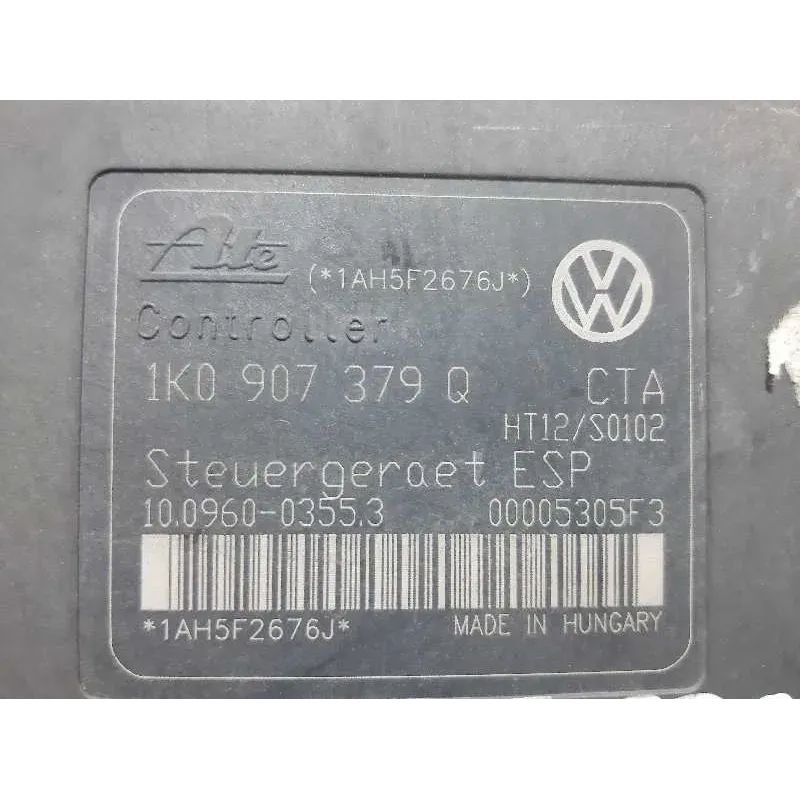 Ate
(*1AH5F2676J*)
Controller
1K0 907 379 Q CTA
HT12/S0102
Steuergeraet ESP
10.0960-0355.3 00005305F3
*1AH5F2676J* MADE IN HUNGARY